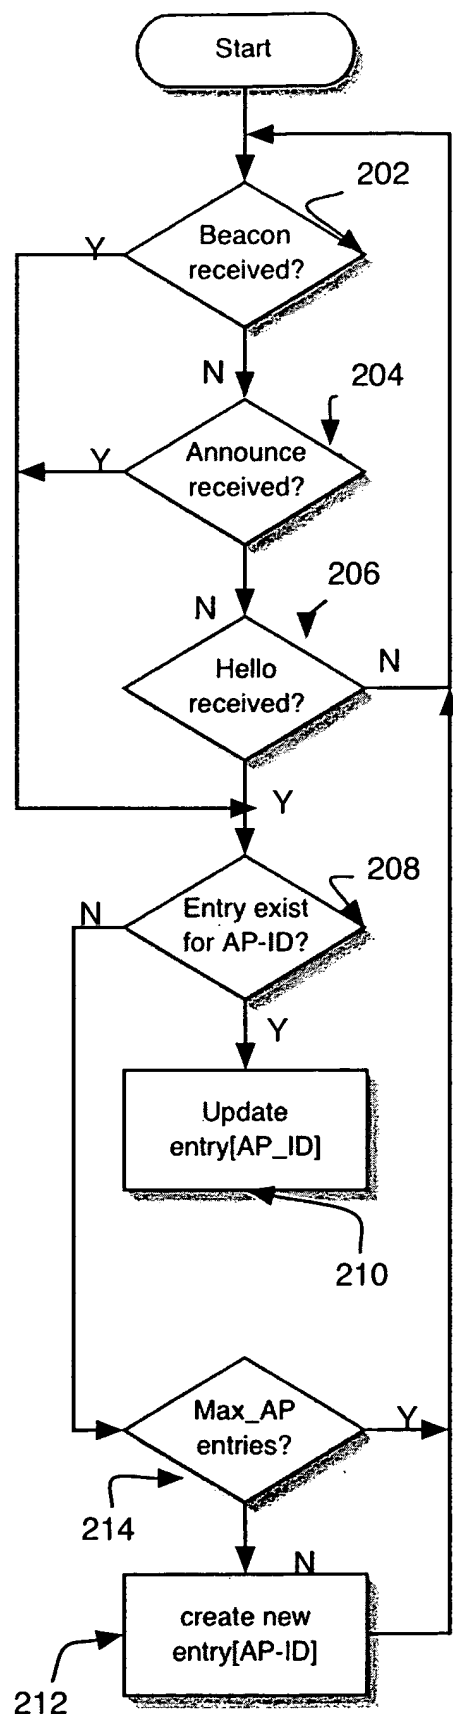 Start
202
Y
Beacon
received?
N
204
Y
Announce
received?
N
206
Hello
received?
N
Y
208
N
Entry exist
for AP-ID?
Y
Update
entry[AP_ID]
210
Max_AP
entries?
Y
214
N
create new
entry[AP-ID]
212